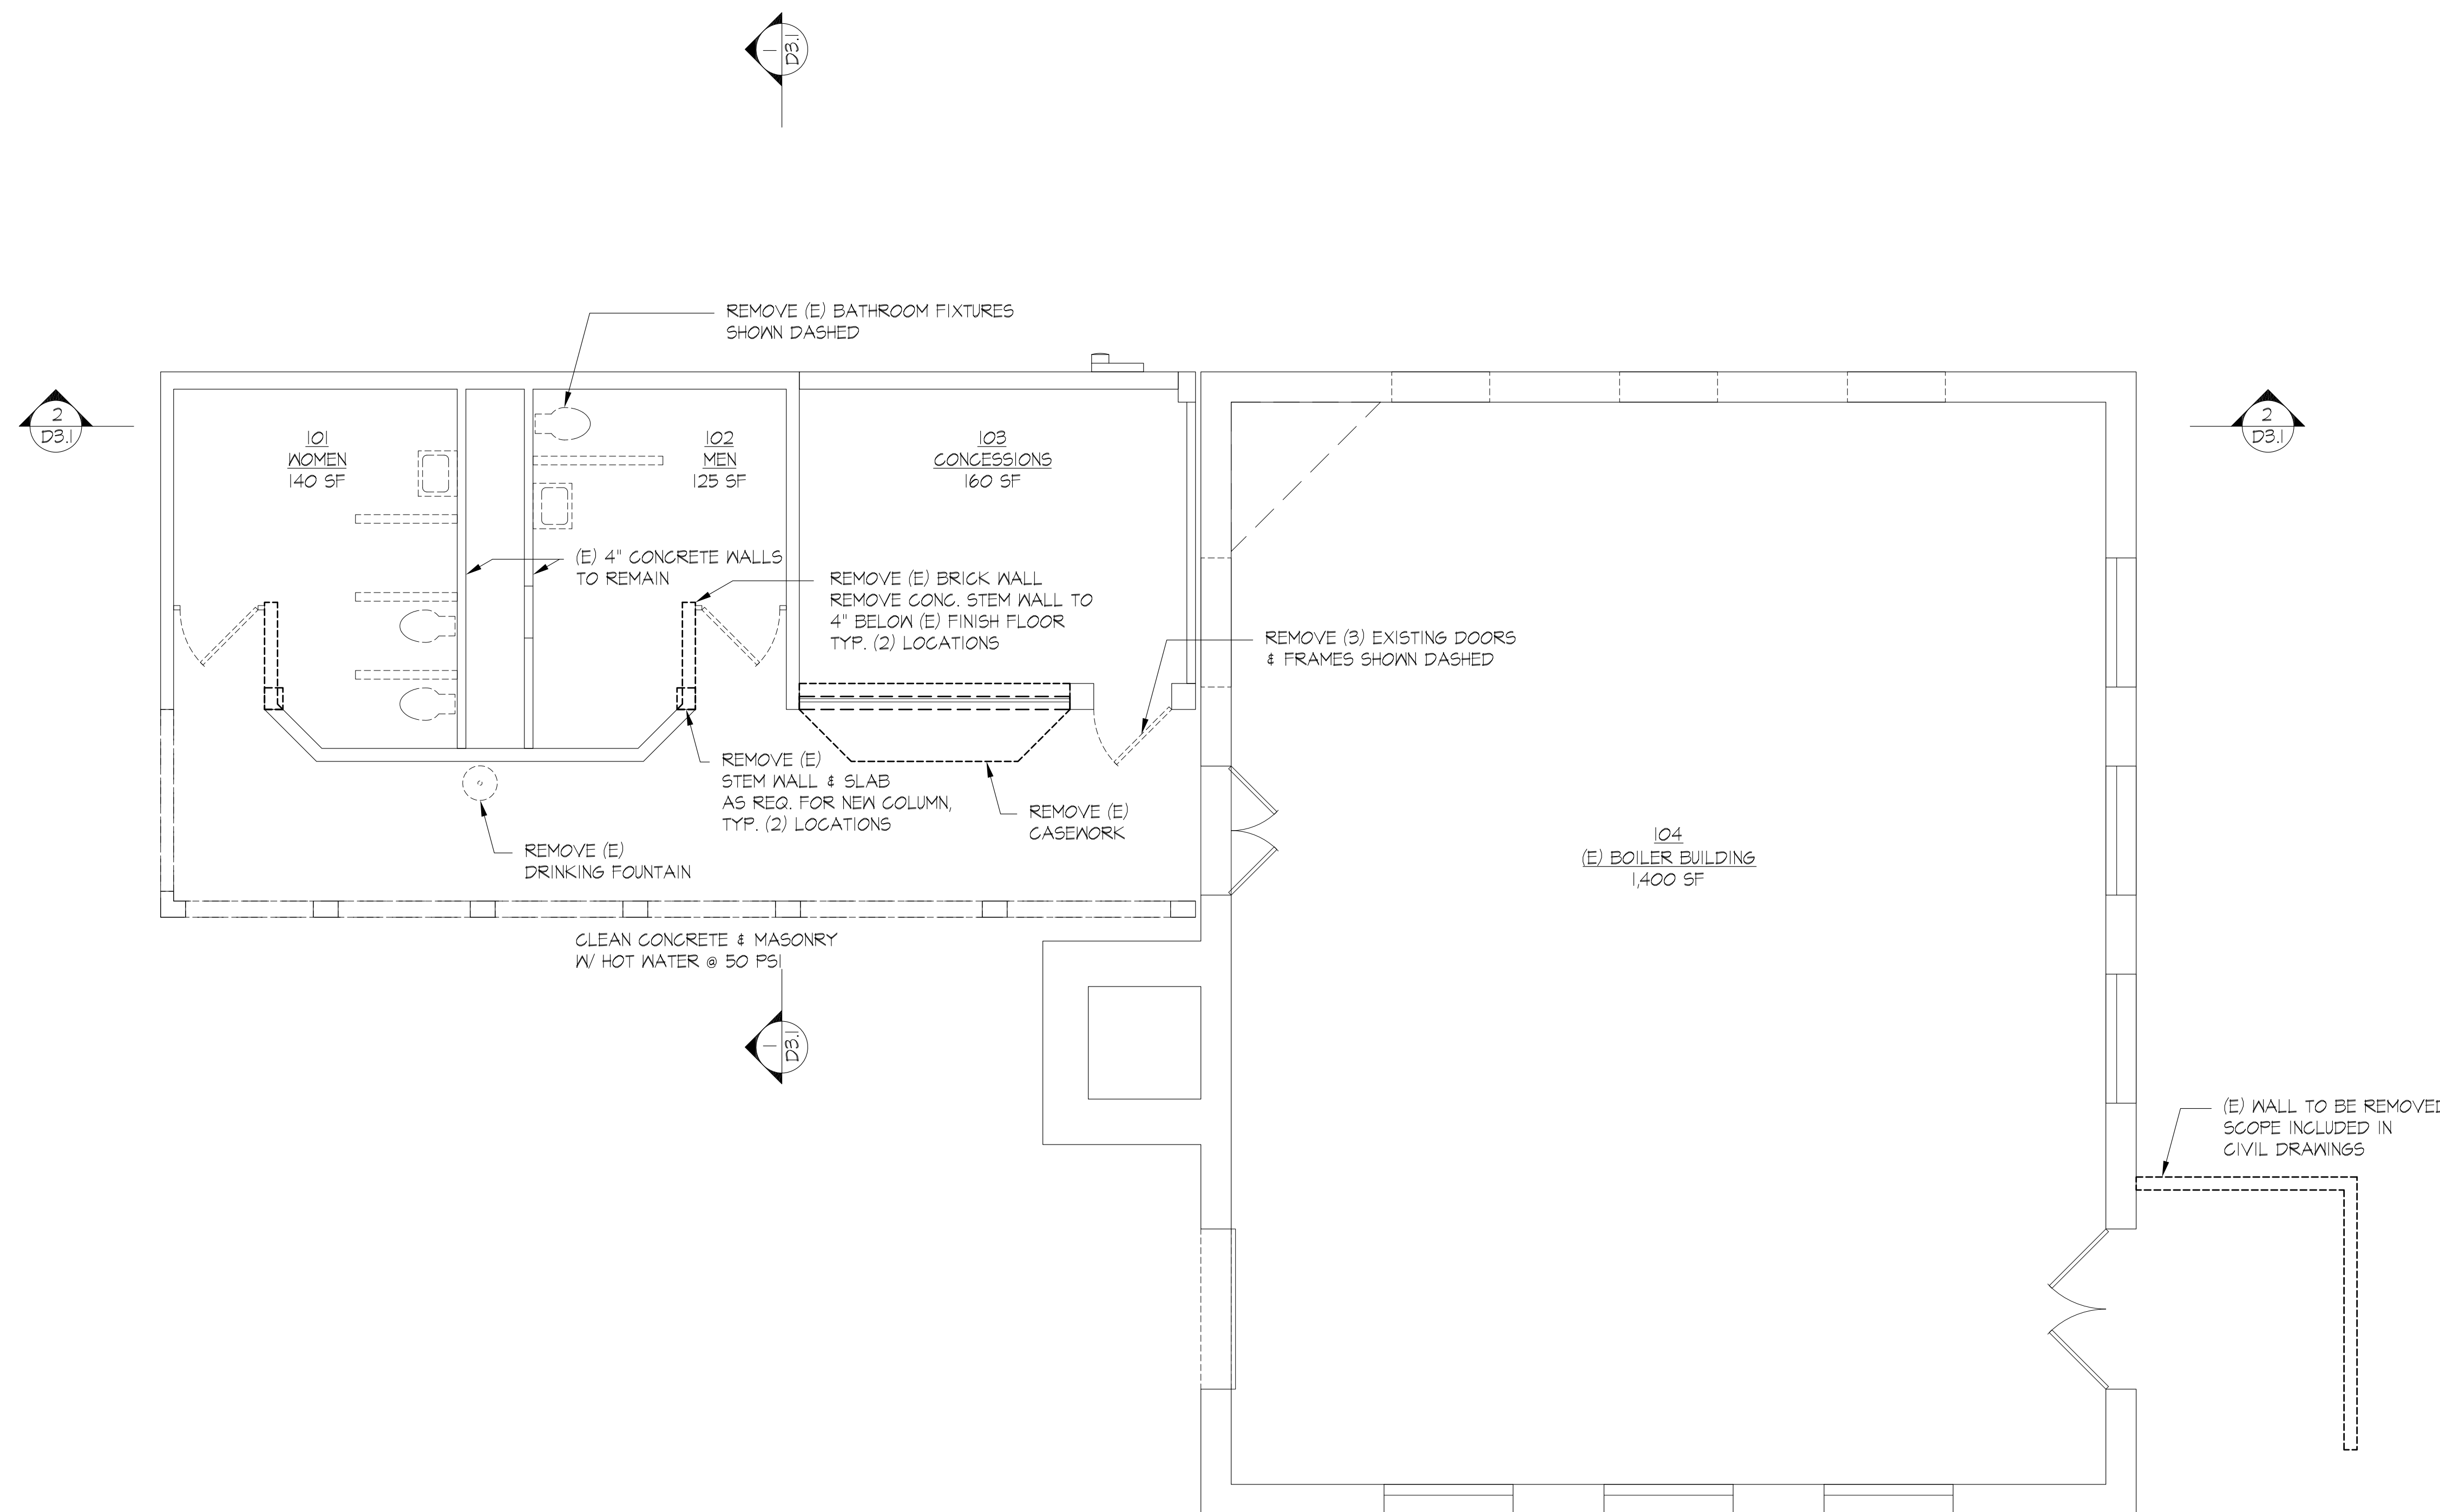 1
D3.1
REMOVE (E) BATHROOM FIXTURES
SHOWN DASHED
2
D3.1
2
D3.1
101
WOMEN
140 SF
102
MEN
125 SF
103
CONCESSIONS
160 SF
(E) 4" CONCRETE WALLS
TO REMAIN
REMOVE (E) BRICK WALL
REMOVE CONC. STEM WALL TO
4" BELOW (E) FINISH FLOOR
TYP. (2) LOCATIONS
REMOVE (3) EXISTING DOORS
& FRAMES SHOWN DASHED
REMOVE (E)
STEM WALL & SLAB
AS REQ. FOR NEW COLUMN,
TYP. (2) LOCATIONS
REMOVE (E)
CASEWORK
REMOVE (E)
DRINKING FOUNTAIN
104
(E) BOILER BUILDING
1,400 SF
CLEAN CONCRETE & MASONRY
W/ HOT WATER @ 50 PSI
1
D3.1
(E) WALL TO BE REMOVED
SCOPE INCLUDED IN
CIVIL DRAWINGS